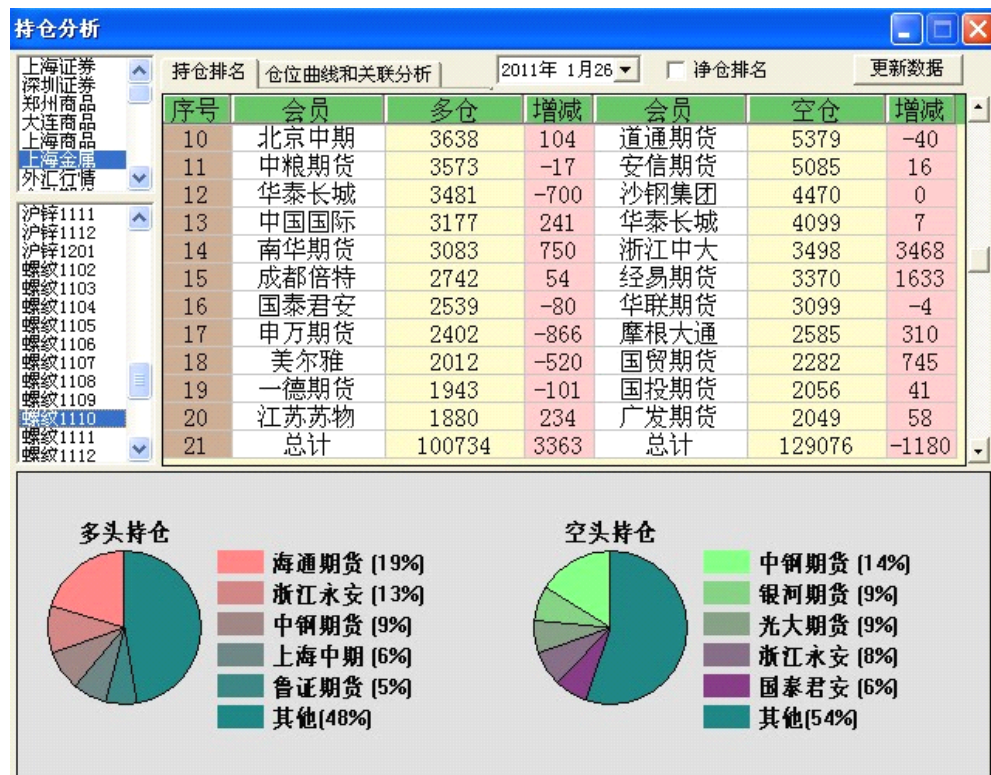 持仓分析
上海证券
深圳证券
郑州商品
大连商品
上海商品
上海金属
外汇行情
持仓排名 仓位曲线和关联分析 2011年 1月26 净仓排名 更新数据
序号 会员 多仓 增减 会员 空仓 增减
10 北京中期 3638 104 道通期货 5379 -40
11 中粮期货 3573 -17 安信期货 5085 16
12 华泰长城 3481 -700 沙钢集团 4470 0
13 中国国际 3177 241 华泰长城 4099 7
14 南华期货 3083 750 浙江中大 3498 3468
15 成都倍特 2742 54 经易期货 3370 1633
16 国泰君安 2539 -80 华联期货 3099 -4
17 申万期货 2402 -866 摩根大通 2585 310
18 美尔雅 2012 -520 国贸期货 2282 745
19 一德期货 1943 -101 国投期货 2056 41
20 江苏苏物 1880 234 广发期货 2049 58
21 总计 100734 3363 总计 129076 -1180
沪锌1111
沪锌1112
沪锌1201
螺纹1102
螺纹1103
螺纹1104
螺纹1105
螺纹1106
螺纹1107
螺纹1108
螺纹1109
螺纹1110
螺纹1111
螺纹1112
多头持仓
海通期货 (19%)
浙江永安 (13%)
中钢期货 (9%)
上海中期 (6%)
鲁证期货 (5%)
其他(48%)
空头持仓
中钢期货 (14%)
银河期货 (9%)
光大期货 (9%)
浙江永安 (8%)
国泰君安 (6%)
其他(54%)